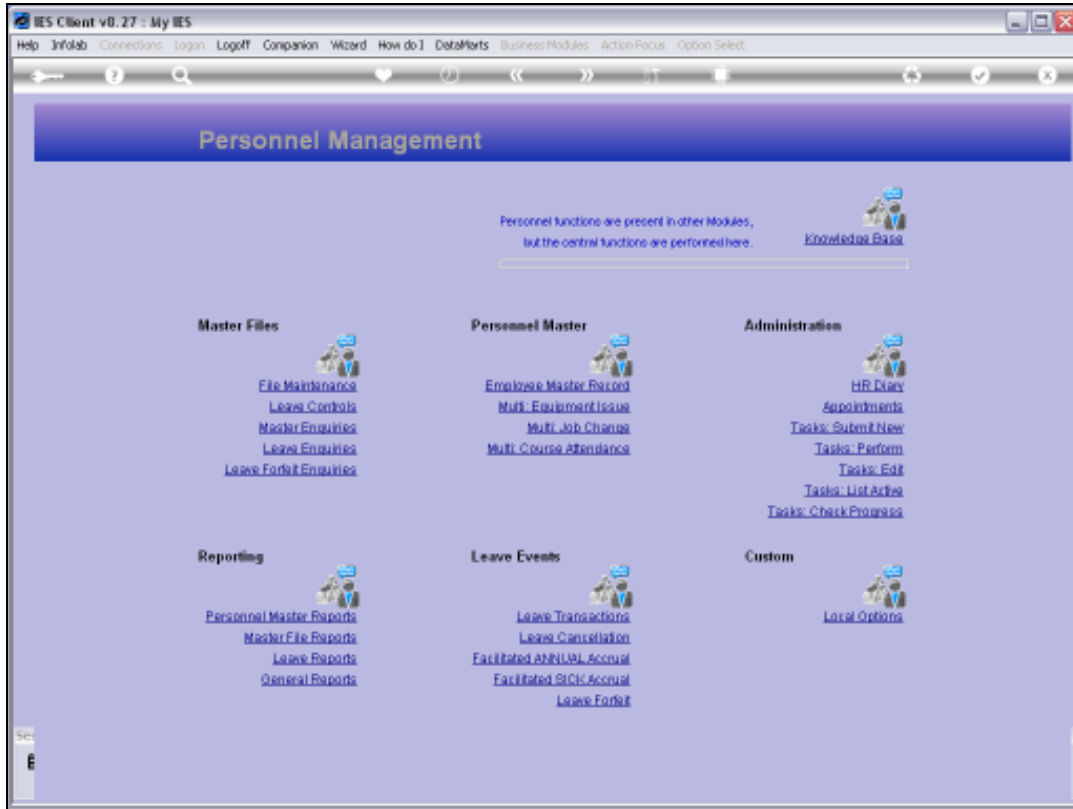 IES Client v8.27 : My IES
Help Infolab Connections Logon Logoff Companion Wizard How do I DataMarts Business Modules Action Focus Option Select
Personnel Management
Personnel functions are present in other Modules,
but the central functions are performed here.
Knowledge Base
Master Files
File Maintenance
Leave Controls
Master Enquiries
Leave Enquiries
Leave Forfeit Enquiries
Personnel Master
Employee Master Record
Multi: Equipment Issue
Multi: Job Change
Multi: Course Attendance
Administration
HR Diary
Appointments
Tasks: Submit New
Tasks: Perform
Tasks: Edit
Tasks: List Active
Tasks: Check Progress
Reporting
Personnel Master Reports
Master File Reports
Leave Reports
General Reports
Leave Events
Leave Transactions
Leave Cancellation
Facilitated ANNUAL Accrual
Facilitated SICK Accrual
Leave Forfeit
Custom
Local Options